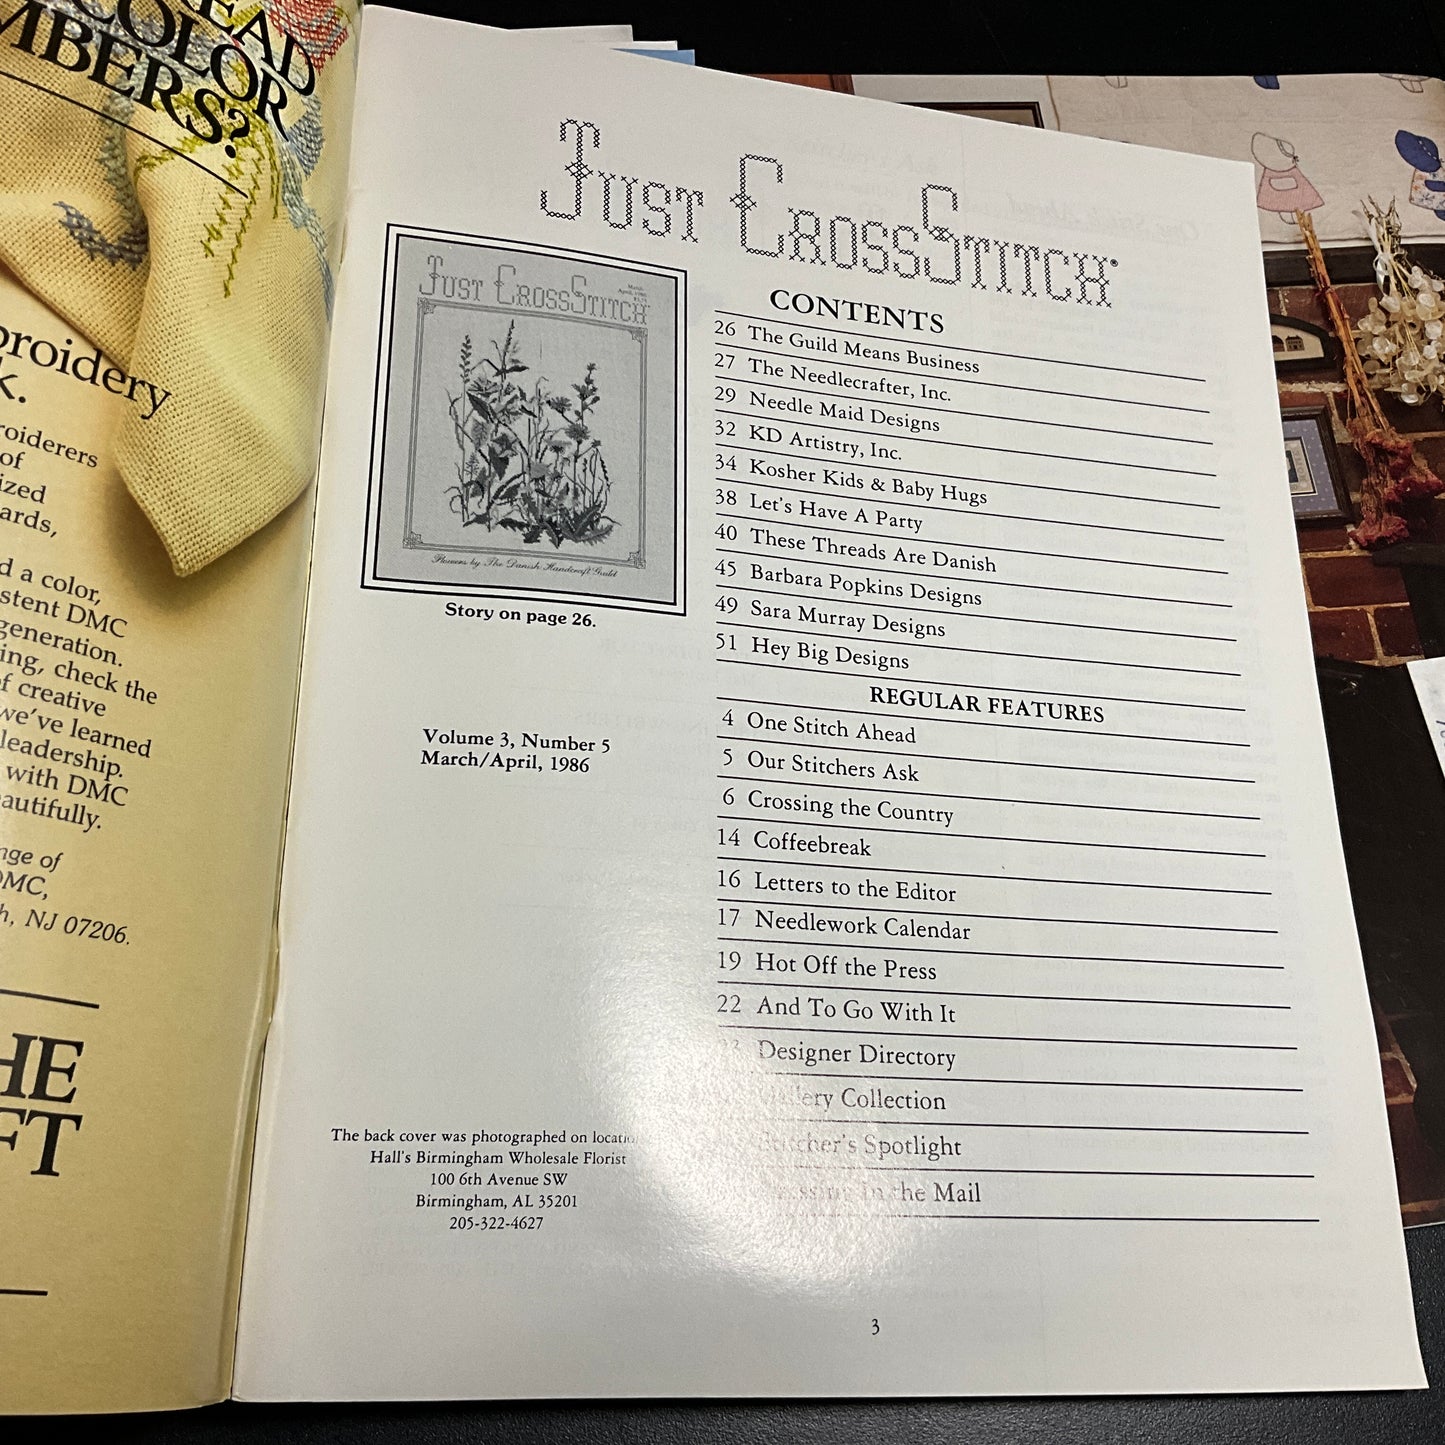 COLOR
MBERS?
roidery
k.
roiderers
of
ized
ards,
d a color,
stent DMC
generation.
ing, check the
f creative
we've learned
leadership.
with DMC
autifully.
nge of
DMC,
h, NJ 07206.
HE
FT
JUST CROSSSTITCH®
JUST CROSSSTITCH
Flowers by The Danish Handcraft Guild
Story on page 26.
Volume 3, Number 5
March/April, 1986
The back cover was photographed on
Hall's Birmingham Wholesale Florist
100 6th Avenue SW
Birmingham, AL 35201
205-322-4627
CONTENTS
26 The Guild Means Business
27 The Needlecrafter, Inc.
29 Needle Maid Designs
32 KD Artistry, Inc.
34 Kosher Kids & Baby Hugs
38 Let's Have A Party
40 These Threads Are Danish
45 Barbara Popkins Designs
49 Sara Murray Designs
51 Hey Big Designs
REGULAR FEATURES
4 One Stitch Ahead
5 Our Stitchers Ask
6 Crossing the Country
14 Coffeebreak
16 Letters to the Editor
17 Needlework Calendar
19 Hot Off the Press
22 And To Go With It
23 Designer Directory
Collection
Stitcher's Spotlight
In the Mail
3